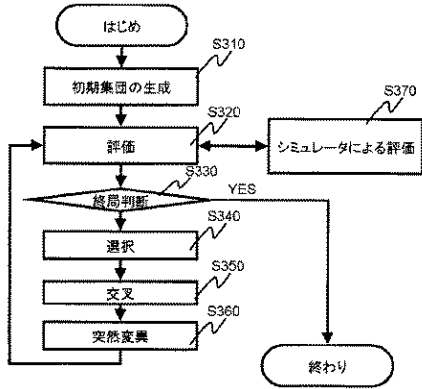 はじめ
S310
初期集団の生成
S320
S370
評価
シミュレータによる評価
S330
終局判断
YES
S340
選択
S350
交叉
S360
突然変異
終わり